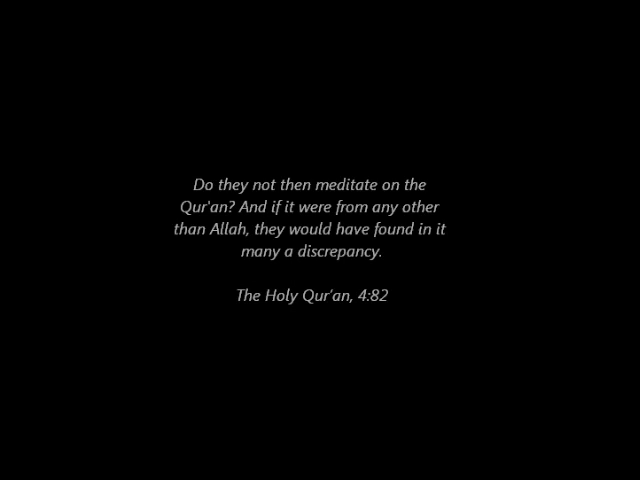 Do they not then meditate on the
Qur'an? And if it were from any other
than Allah, they would have found in it
many a discrepancy.
The Holy Qur'an, 4:82